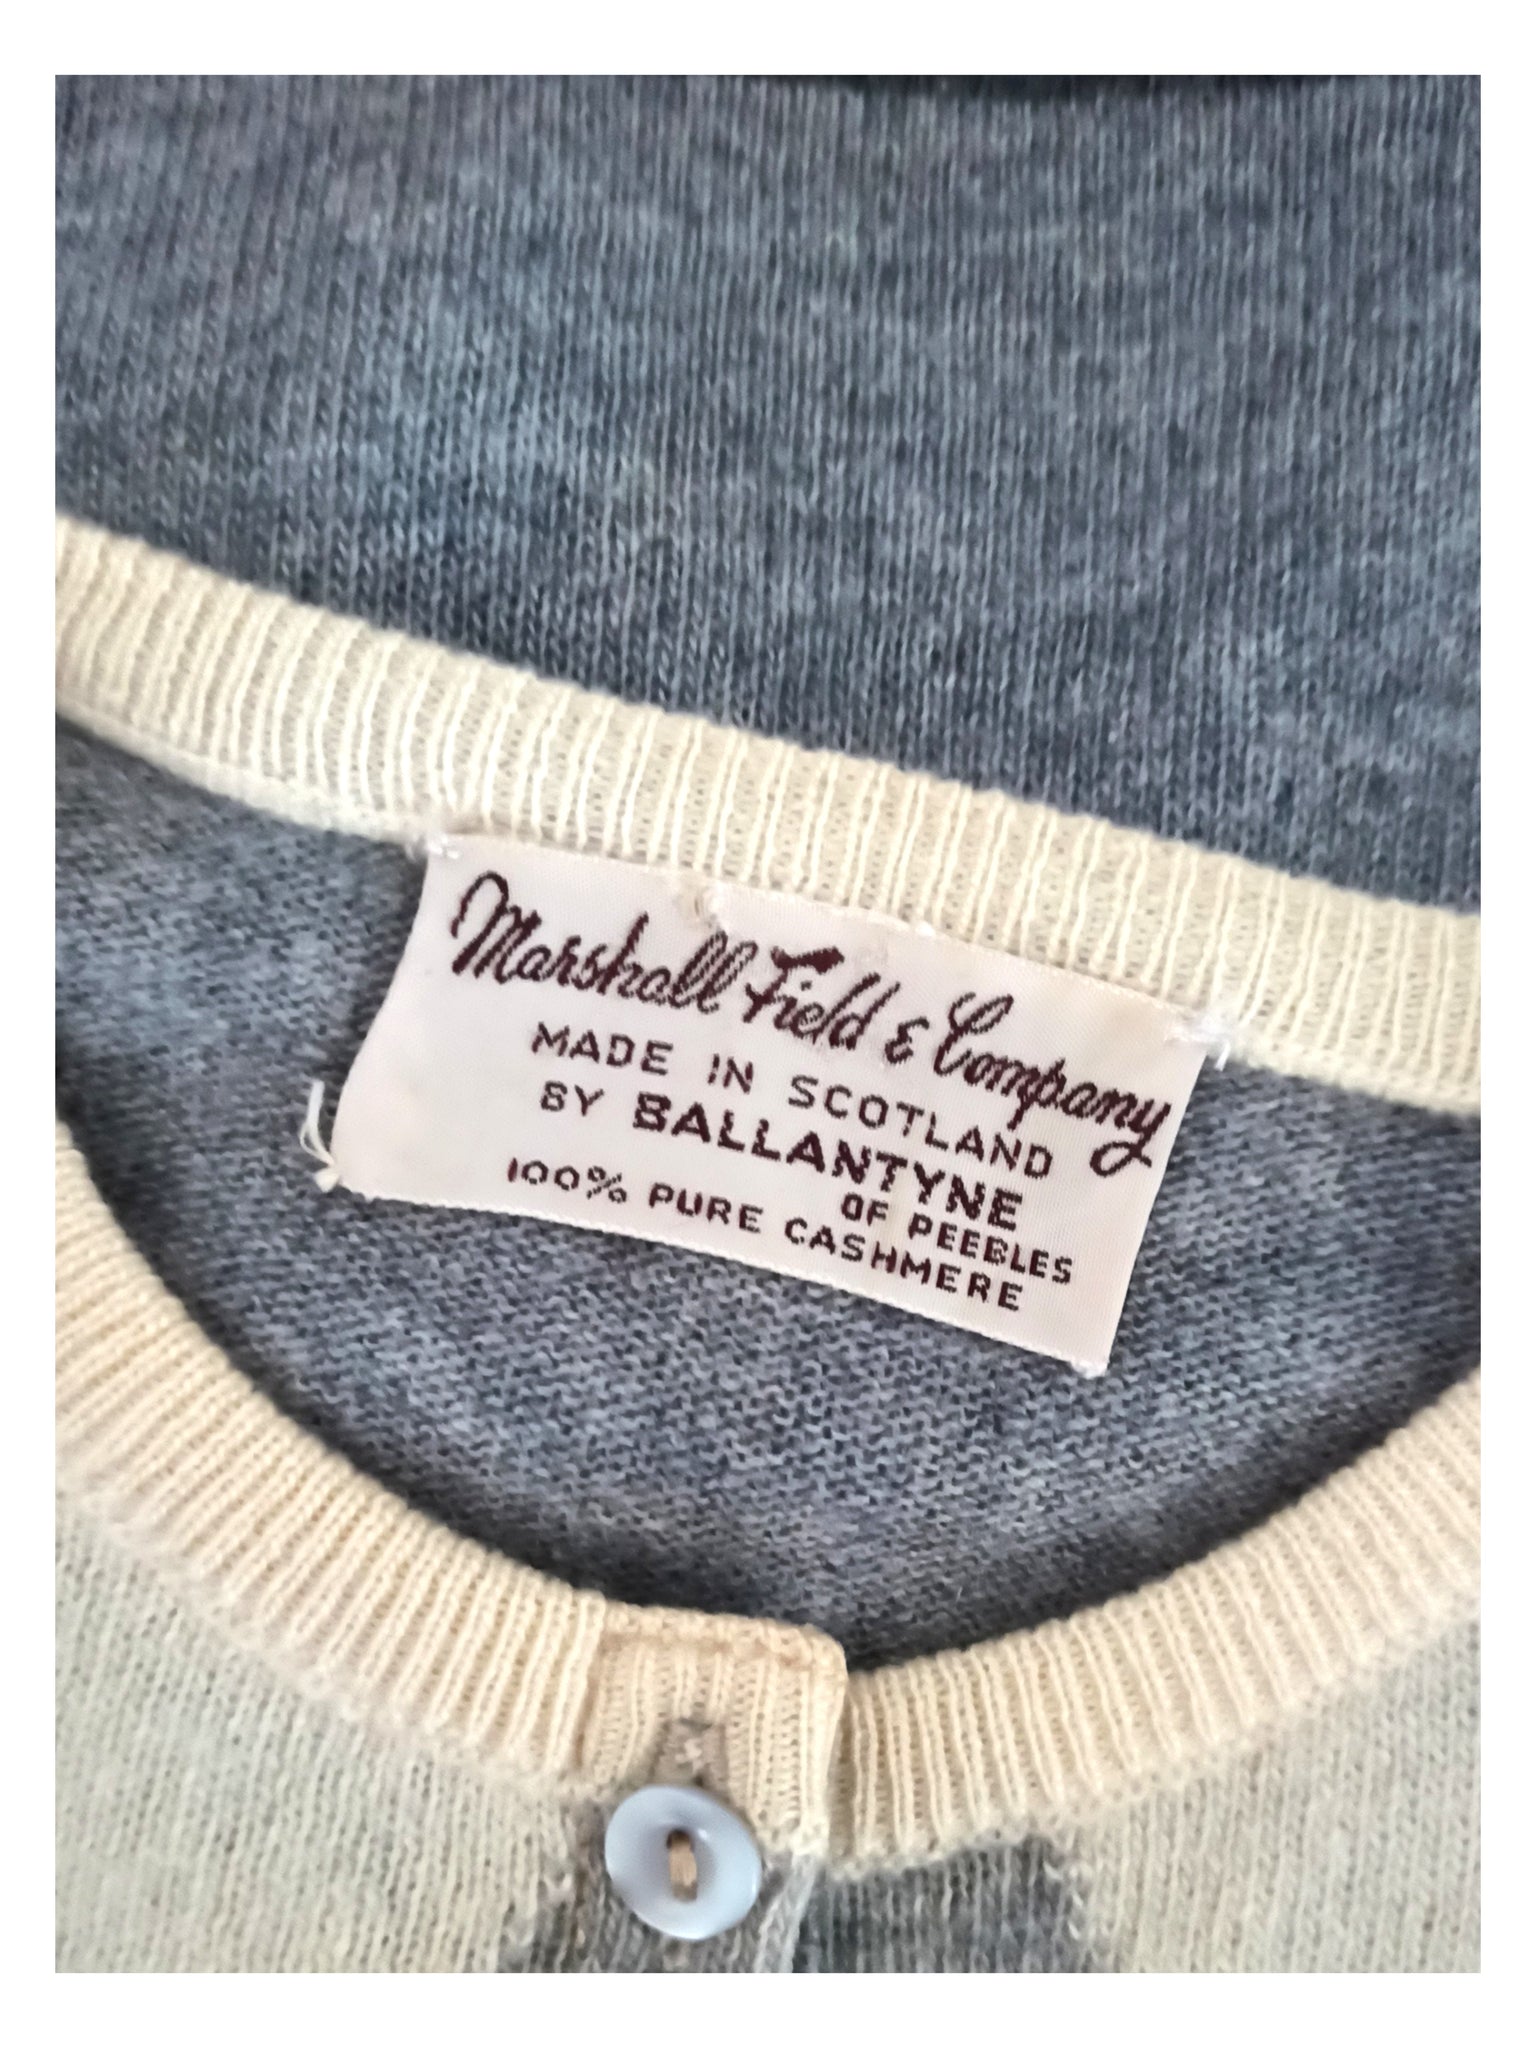 Marshall Field & Company
MADE IN SCOTLAND
BY BALLANTYNE
OF PEEBLES
100% PURE CASHMERE